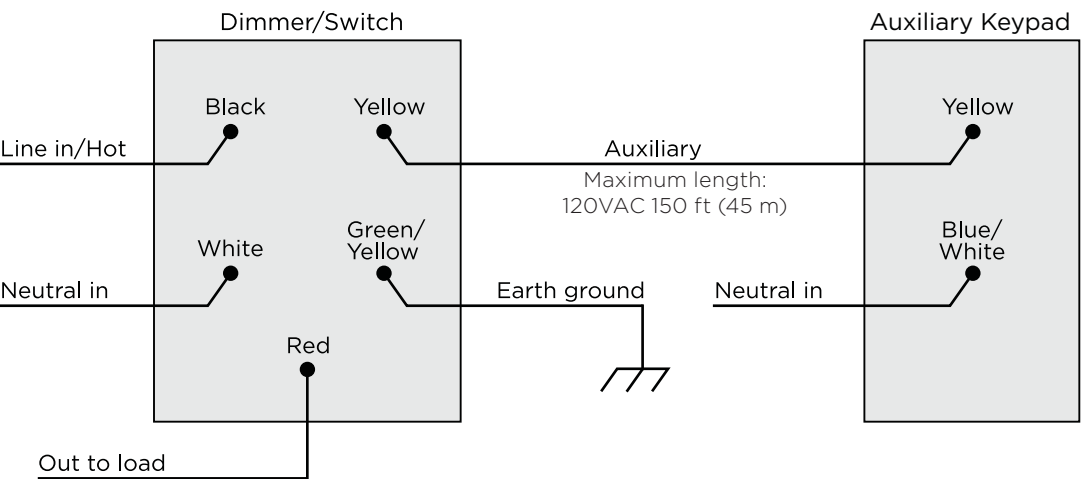 Dimmer/Switch
Auxiliary Keypad
Black
Yellow
Yellow
Line in/Hot
Auxiliary
Maximum length:
120VAC 150 ft (45 m)
White
Green/
Yellow
Blue/
White
Neutral in
Earth ground
Neutral in
Red
Out to load